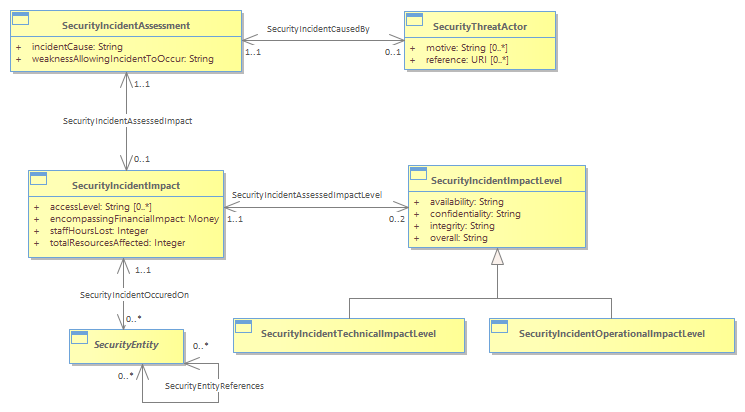 SecurityIncidentAssessment
+ incidentCause: String
+ weaknessAllowingIncidentToOccur: String
SecurityIncidentCausedBy
1..1
0..1
SecurityThreatActor
+ motive: String [0..*]
+ reference: URI [0..*]
1..1
SecurityIncidentAssessedImpact
0..1
SecurityIncidentImpact
+ accessLevel: String [0..*]
+ encompassingFinancialImpact: Money
+ staffHoursLost: Integer
+ totalResourcesAffected: Integer
SecurityIncidentAssessedImpactLevel
1..1
0..2
SecurityIncidentImpactLevel
+ availability: String
+ confidentiality: String
+ integrity: String
+ overall: String
1..1
SecurityIncidentOccuredOn
0..*
SecurityIncidentTechnicalImpactLevel
SecurityIncidentOperationalImpactLevel
SecurityEntity
0..*
0..*
SecurityEntityReferences